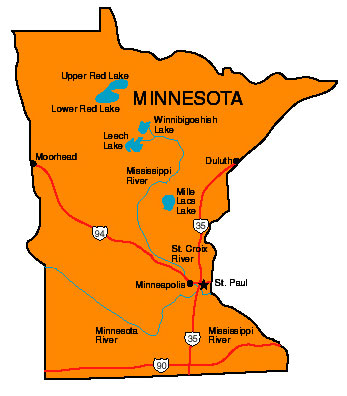 Upper Red Lake
Lower Red Lake
MINNESOTA
Winnibigoshish
Lake
Leech
Lake
Moorhead
Duluth
Mississippi
River
Mille
Lacs
Lake
35
94
St. Croix
River
Minneapolis
St. Paul
Minnesota
River
35
Mississippi
River
90